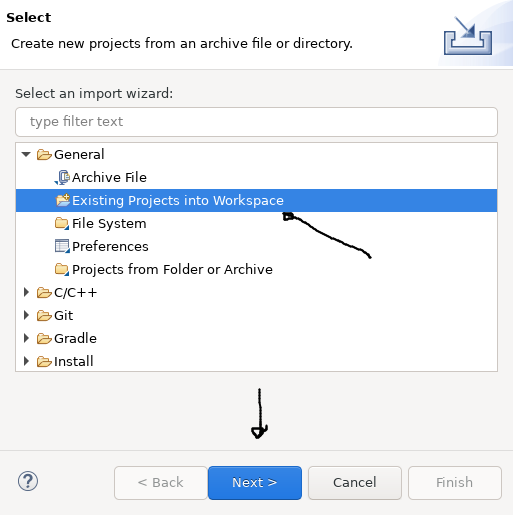 Select
Create new projects from an archive file or directory.
Select an import wizard:
type filter text
General
Archive File
Existing Projects into Workspace
File System
Preferences
Projects from Folder or Archive
C/C++
Git
Gradle
Install
? < Back Next > Cancel Finish